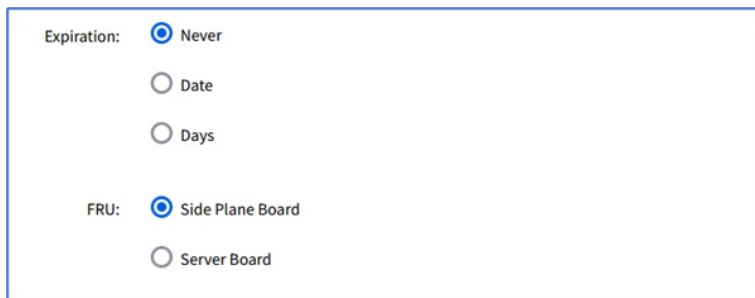 Expiration: Never
Date
Days
FRU: Side Plane Board
Server Board